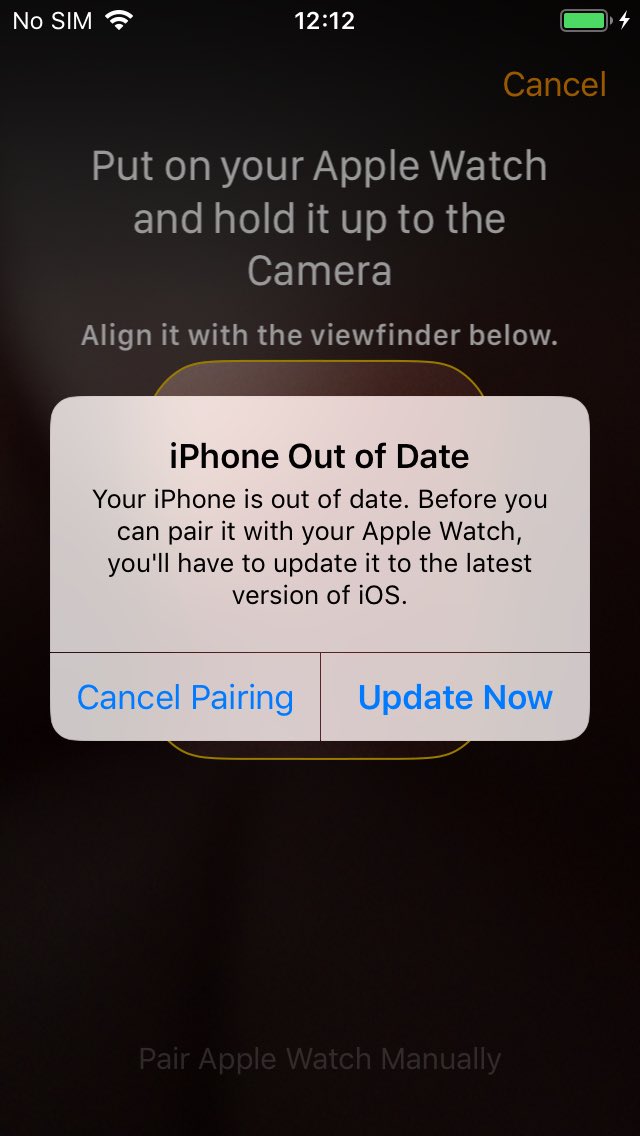 No SIM 12:12
Cancel
Put on your Apple Watch
and hold it up to the
Camera
Align it with the viewfinder below.
iPhone Out of Date
Your iPhone is out of date. Before you
can pair it with your Apple Watch,
you'll have to update it to the latest
version of iOS.
Cancel Pairing Update Now
Pair Apple Watch Manually